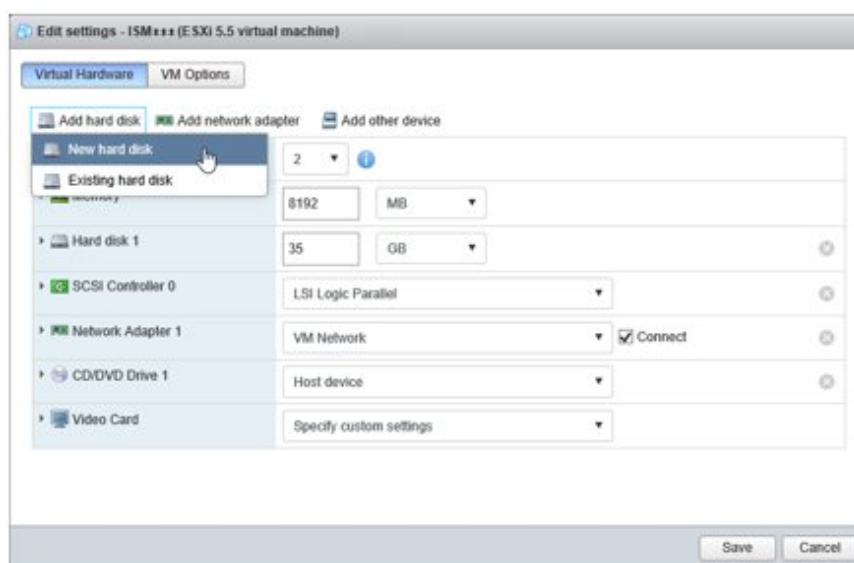 Edit settings - ISM*** (ESXi 5.5 virtual machine)
Virtual Hardware VM Options
Add hard disk Add network adapter Add other device
New hard disk
2
Existing hard disk
Memory 8192 MB
Hard disk 1 35 GB
SCSI Controller 0 LSI Logic Parallel
Network Adapter 1 VM Network Connect
CD/DVD Drive 1 Host device
Video Card Specify custom settings
Save Cancel